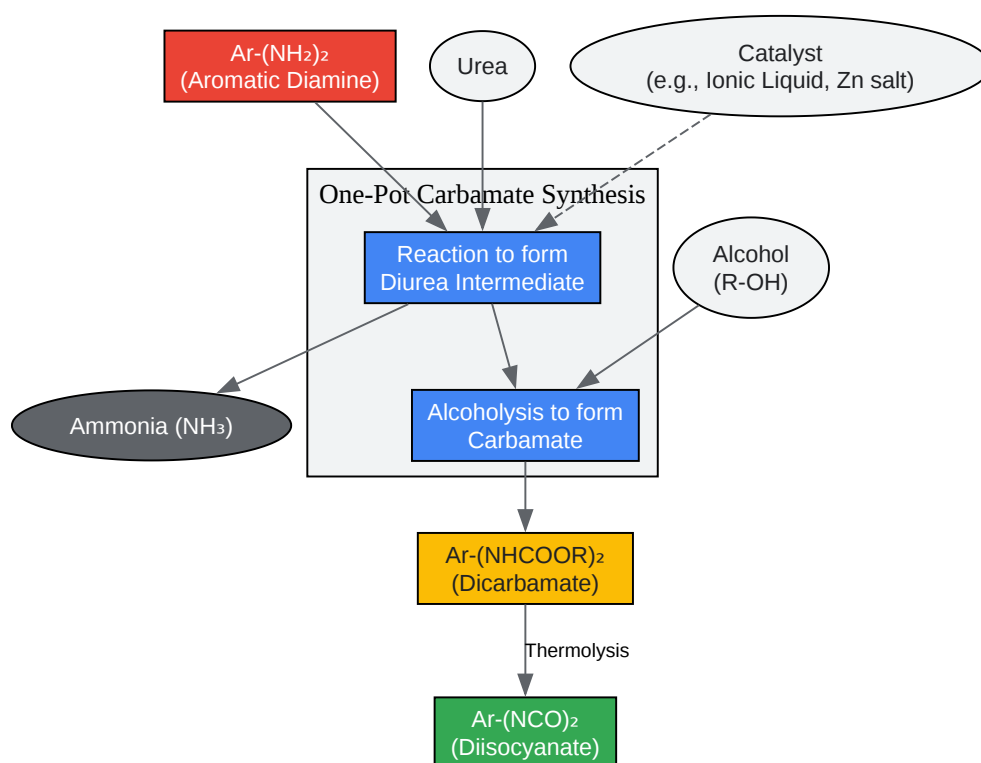 Ar-(NH₂)₂
(Aromatic Diamine)
Urea
Catalyst
(e.g., Ionic Liquid, Zn salt)
One-Pot Carbamate Synthesis
Reaction to form
Diurea Intermediate
Alcohol
(R-OH)
Ammonia (NH₃)
Alcoholysis to form
Carbamate
Ar-(NHCOOR)₂
(Dicarbamate)
Thermolysis
Ar-(NCO)₂
(Diisocyanate)